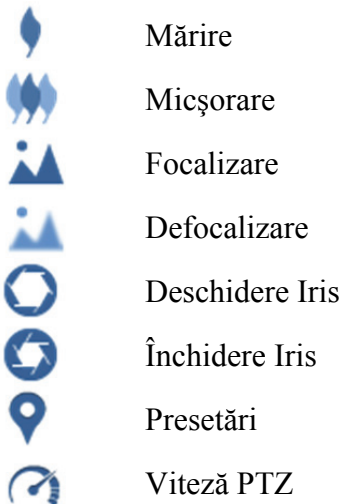 Mărire
Micşorare
Focalizare
Defocalizare
Deschidere Iris
Închidere Iris
Presetări
Viteză PTZ